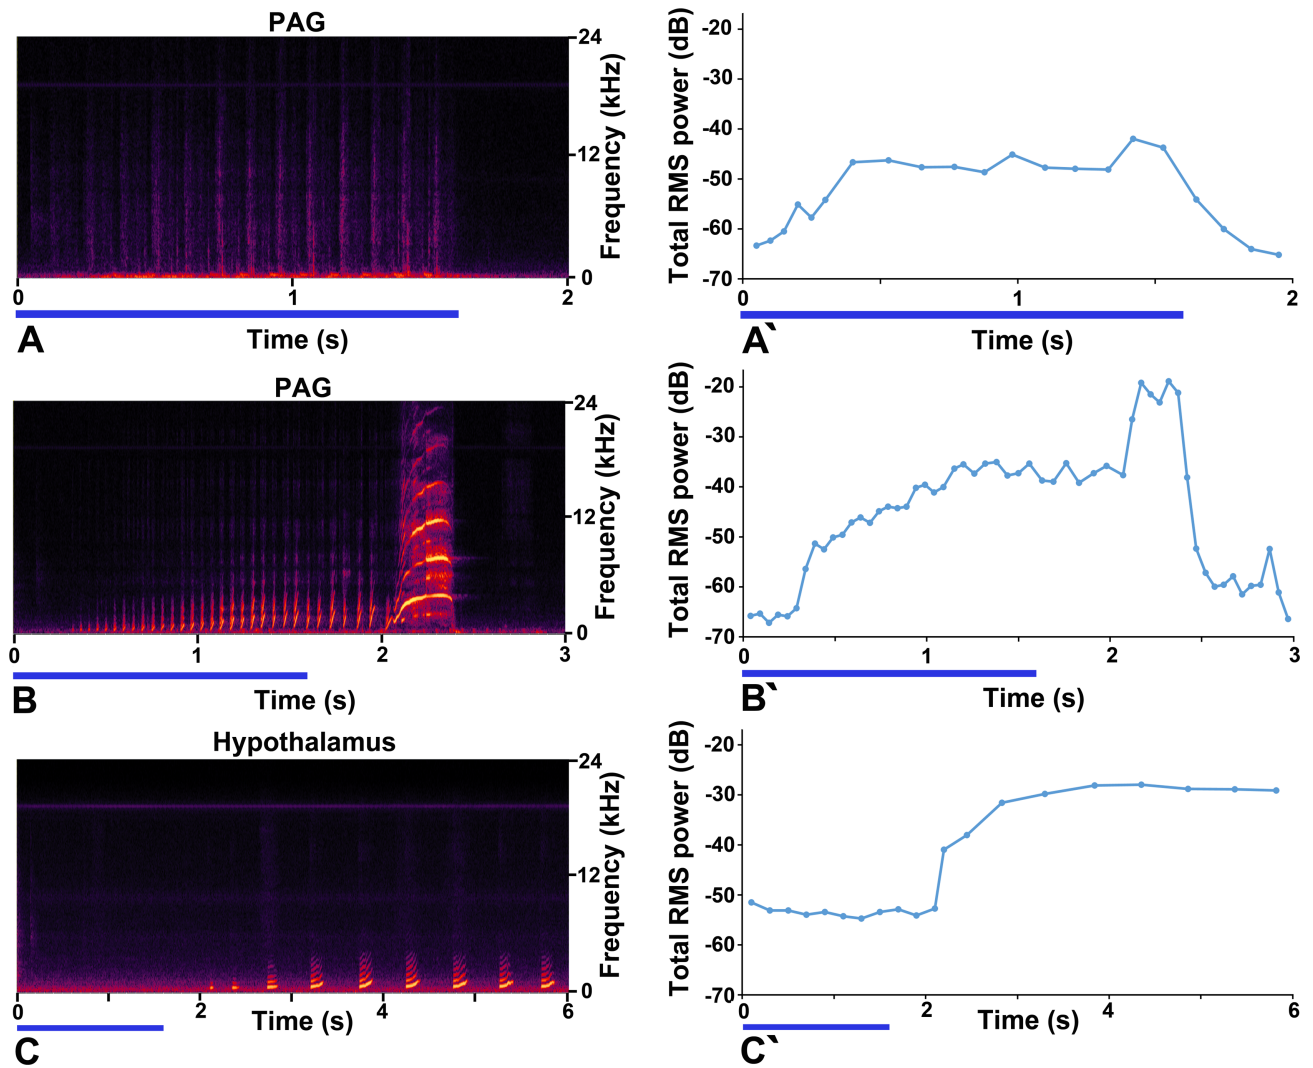 PAG
24
12
0
Frequency (kHz)
0 1 2
Time (s)
A
Total RMS power (dB)
-20
-30
-40
-50
-60
-70
0 1 2
Time (s)
A`
PAG
24
12
0
Frequency (kHz)
0 1 2 3
Time (s)
B
Total RMS power (dB)
-20
-30
-40
-50
-60
-70
0 1 2 3
Time (s)
B`
Hypothalamus
24
12
0
Frequency (kHz)
0 2 4 6
Time (s)
C
Total RMS power (dB)
-20
-30
-40
-50
-60
-70
0 2 4 6
Time (s)
C`